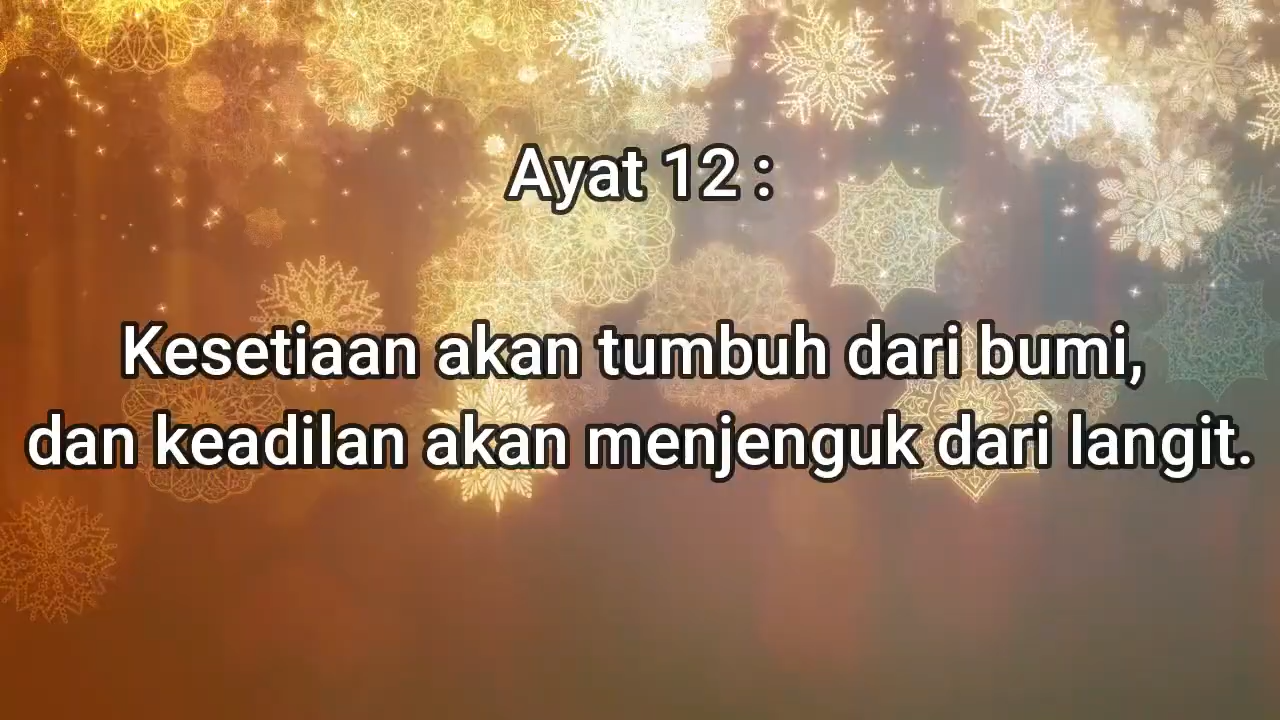 Ayat 12 :
Kesetiaan akan tumbuh dari bumi,
dan keadilan akan menjenguk dari langit.